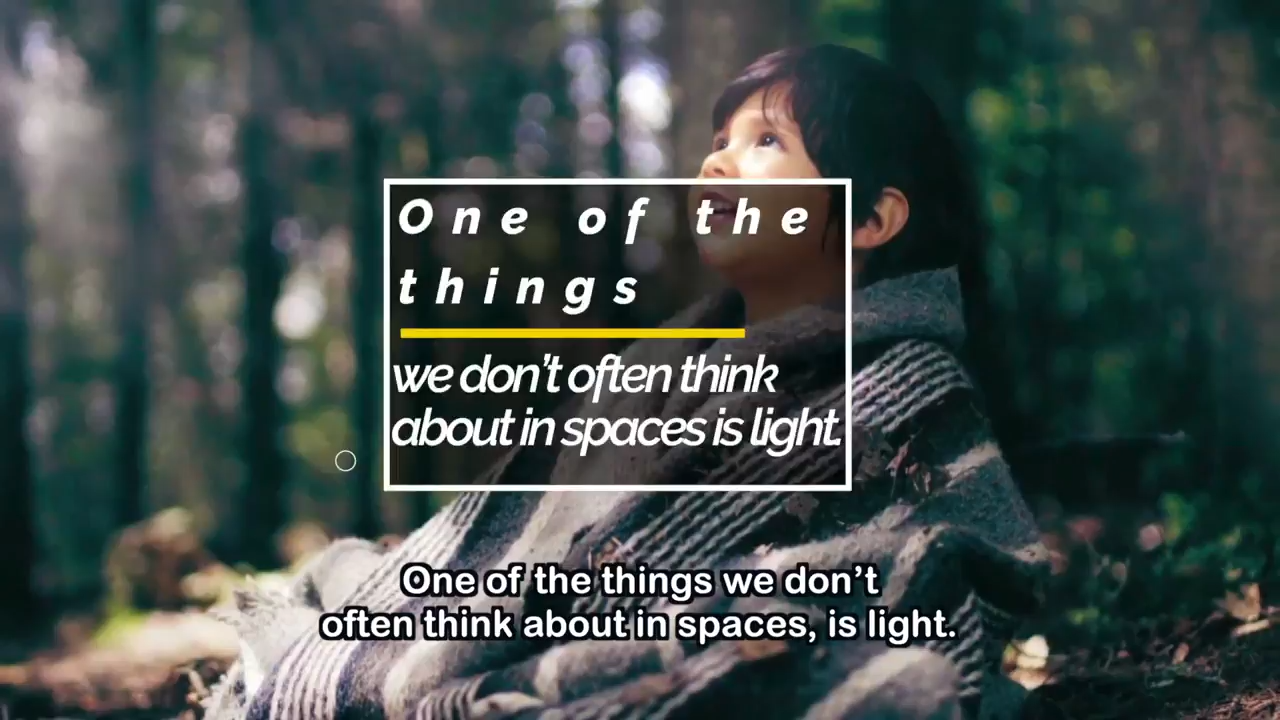 One of the
things
we don't often think
about in spaces is light.
One of the things we don't
often think about in spaces, is light.